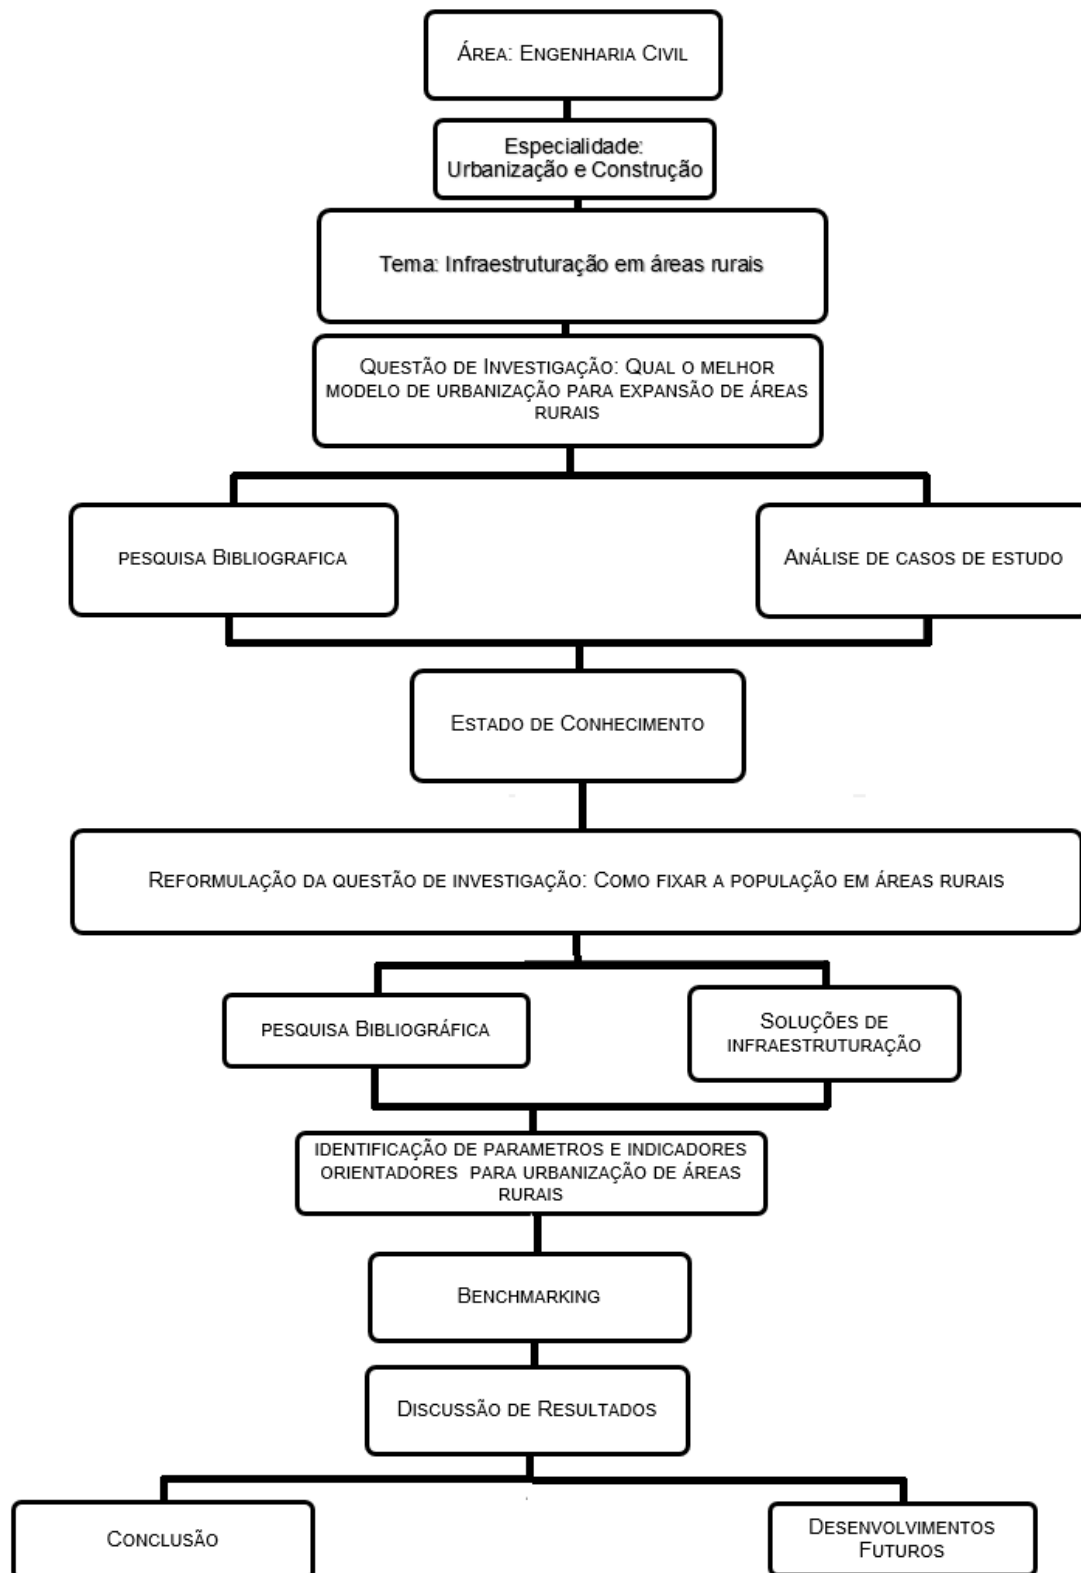 ÁREA: ENGENHARIA CIVIL
Especialidade:
Urbanização e Construção
Tema: Infraestruturação em áreas rurais
QUESTÃO DE INVESTIGAÇÃO: QUAL O MELHOR
MODELO DE URBANIZAÇÃO PARA EXPANSÃO DE ÁREAS
RURAIS
PESQUISA BIBLIOGRAFICA
ANÁLISE DE CASOS DE ESTUDO
ESTADO DE CONHECIMENTO
REFORMULAÇÃO DA QUESTÃO DE INVESTIGAÇÃO: COMO FIXAR A POPULAÇÃO EM ÁREAS RURAIS
PESQUISA BIBLIOGRÁFICA
SOLUÇÕES DE
INFRAESTRUTURAÇÃO
IDENTIFICAÇÃO DE PARAMETROS E INDICADORES
ORIENTADORES PARA URBANIZAÇÃO DE ÁREAS
RURAIS
BENCHMARKING
DISCUSSÃO DE RESULTADOS
CONCLUSÃO
DESENVOLVIMENTOS
FUTUROS